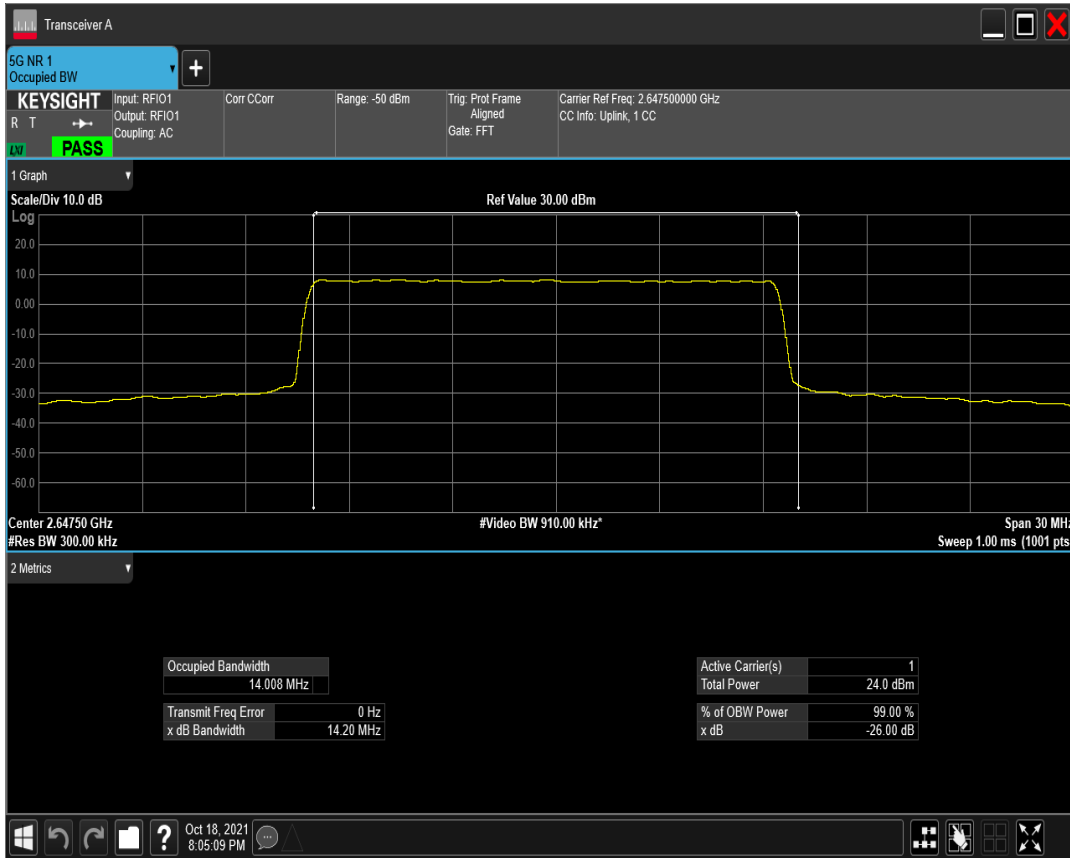 Transceiver A
5G NR 1
Occupied BW
KEYSIGHT
Input: RFIO1
Corr CCorr
Range: -50 dBm
Trig: Prot Frame
Carrier Ref Freq: 2.647500000 GHz
R T
Output: RFIO1
Aligned
CC Info: Uplink, 1 CC
Coupling: AC
Gate: FFT
LXI
PASS
1 Graph
Scale/Div 10.0 dB
Ref Value 30.00 dBm
Log
20.0
10.0
0.00
-10.0
-20.0
-30.0
-40.0
-50.0
-60.0
Center 2.64750 GHz
#Video BW 910.00 kHz*
Span 30 MHz
#Res BW 300.00 kHz
Sweep 1.00 ms (1001 pts
2 Metrics
Occupied Bandwidth
14.008 MHz
Transmit Freq Error 0 Hz
x dB Bandwidth 14.20 MHz
Active Carrier(s) 1
Total Power 24.0 dBm
% of OBW Power 99.00 %
x dB -26.00 dB
Oct 18, 2021
8:05:09 PM